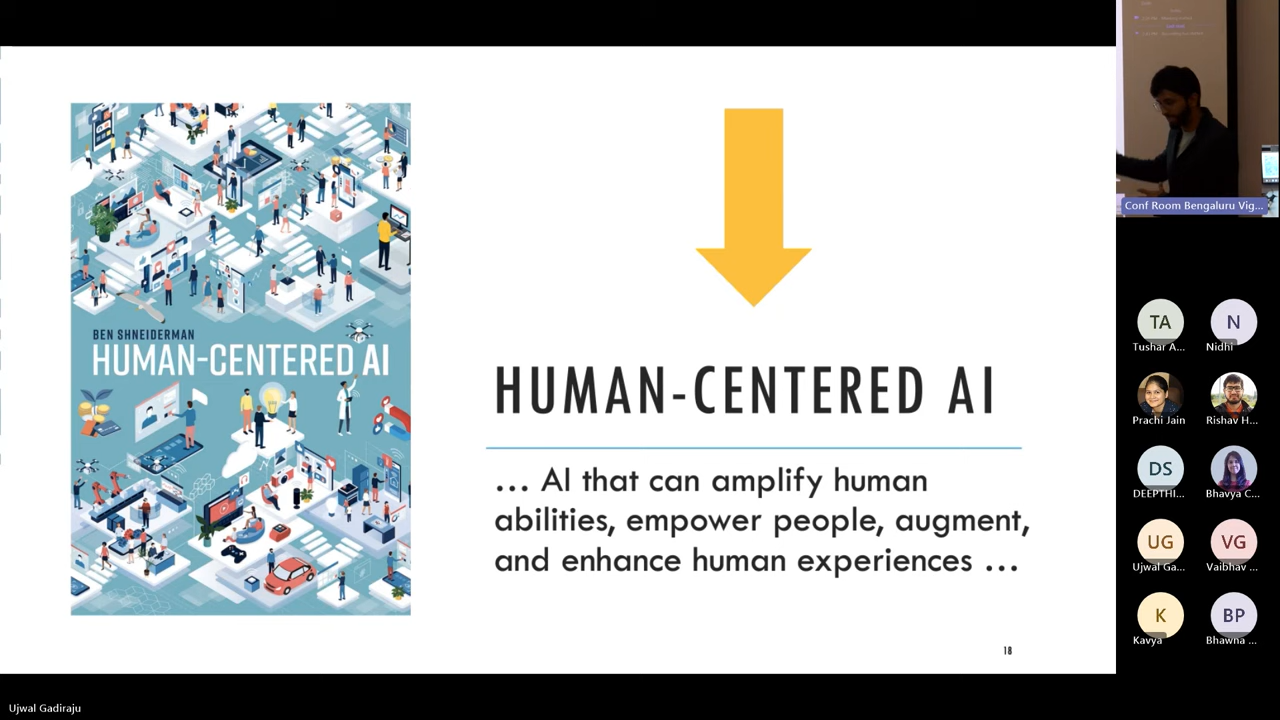 BEN SHNEIDERMAN
HUMAN-CENTERED AI
HUMAN-CENTERED AI
... AI that can amplify human
abilities, empower people, augment,
and enhance human experiences ...
18
Conf Room Bengaluru Vig...
TA
Tushar A...
N
Nidhi
Prachi Jain
Rishav H...
DS
DEEPTHI...
Bhavya C...
UG
Ujwal Ga...
VG
Vaibhav ...
K
Kavya
BP
Bhawna ...
Ujwal Gadiraju